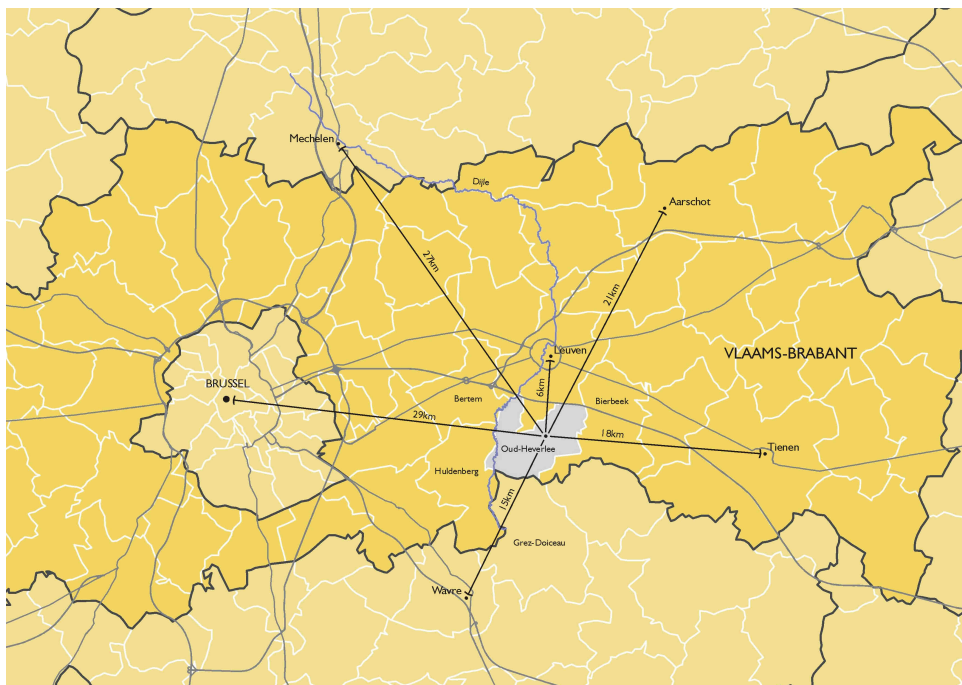 Mechelen
Dijle
Aarschot
27km
21km
Leuven
VLAAMS-BRABANT
BRUSSEL
6km
Bertem
Bierbeek
29km
18km
Oud-Heverlee
Tienen
Huldenberg
15km
Grez-Doiceau
Wavre